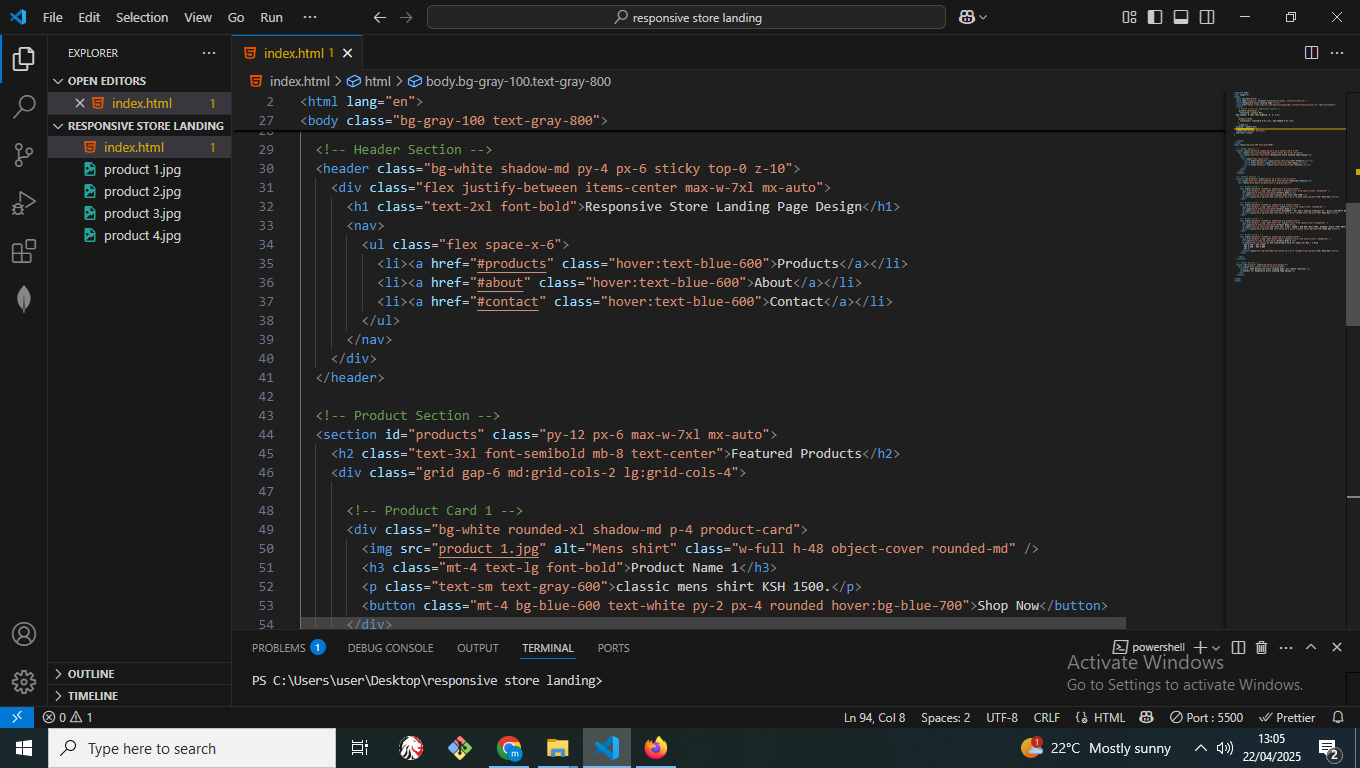 File Edit Selection View Go Run ··· responsive store landing
EXPLORER ···
OPEN EDITORS
index.html 1
RESPONSIVE STORE LANDING
index.html 1
product 1.jpg
product 2.jpg
product 3.jpg
product 4.jpg
OUTLINE
TIMELINE
index.html 1
index.html > html > body.bg-gray-100.text-gray-800
2 <html lang="en">
27 <body class="bg-gray-100 text-gray-800">
29 <!-- Header Section -->
30 <header class="bg-white shadow-md py-4 px-6 sticky top-0 z-10">
31 <div class="flex justify-between items-center max-w-7xl mx-auto">
32 <h1 class="text-2xl font-bold">Responsive Store Landing Page Design</h1>
33 <nav>
34 <ul class="flex space-x-6">
35 <li><a href="#products" class="hover:text-blue-600">Products</a></li>
36 <li><a href="#about" class="hover:text-blue-600">About</a></li>
37 <li><a href="#contact" class="hover:text-blue-600">Contact</a></li>
38 </ul>
39 </nav>
40 </div>
41 </header>
42
43 <!-- Product Section -->
44 <section id="products" class="py-12 px-6 max-w-7xl mx-auto">
45 <h2 class="text-3xl font-semibold mb-8 text-center">Featured Products</h2>
46 <div class="grid gap-6 md:grid-cols-2 lg:grid-cols-4">
47
48 <!-- Product Card 1 -->
49 <div class="bg-white rounded-xl shadow-md p-4 product-card">
50 <img src="product 1.jpg" alt="Mens shirt" class="w-full h-48 object-cover rounded-md" />
51 <h3 class="mt-4 text-lg font-bold">Product Name 1</h3>
52 <p class="text-sm text-gray-600">classic mens shirt KSH 1500.</p>
53 <button class="mt-4 bg-blue-600 text-white py-2 px-4 rounded hover:bg-blue-700">Shop Now</button>
54 </div>
PROBLEMS 1 DEBUG CONSOLE OUTPUT TERMINAL PORTS powershell
PS C:\Users\user\Desktop\responsive store landing>
Activate Windows
Go to Settings to activate Windows.
0 1 Ln 94, Col 8 Spaces: 2 UTF-8 CRLF HTML Port : 5500 Prettier
Type here to search 1 22°C Mostly sunny 13:05
22/04/2025 2